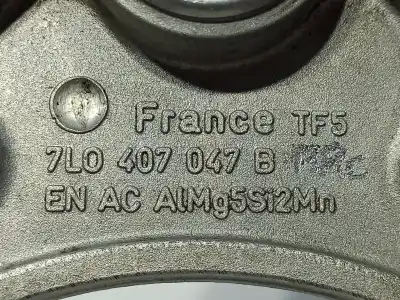 France TF5
7L0 407 047 B
EN AC AlMg5Si2Mn